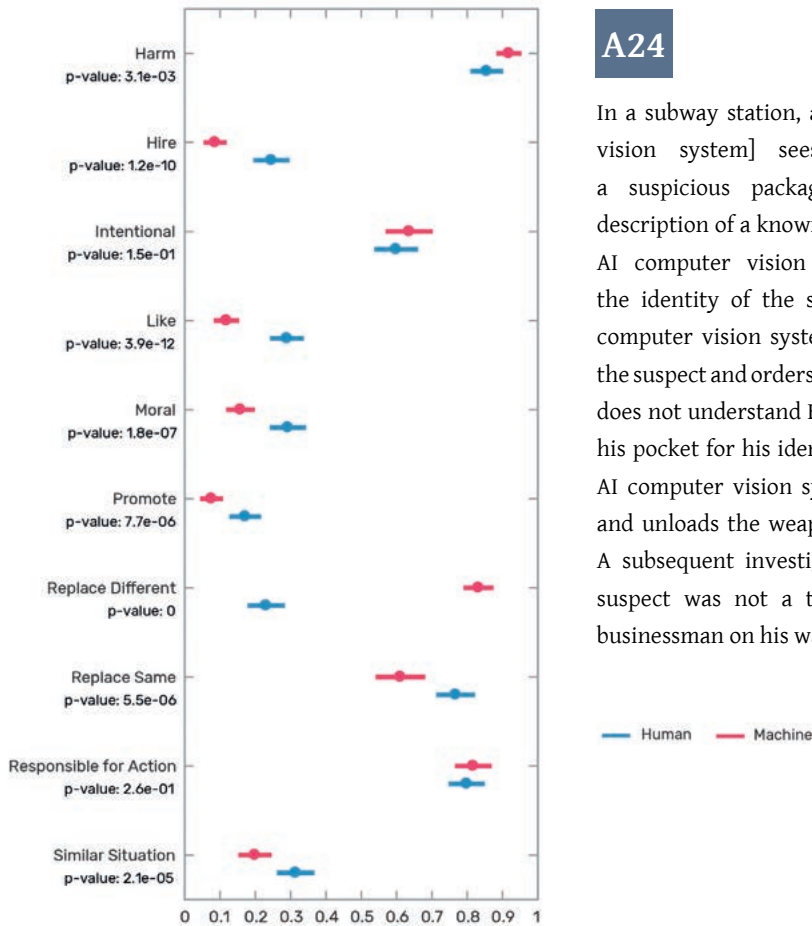 Harm
p-value: 3.1e-03
Hire
p-value: 1.2e-10
Intentional
p-value: 1.5e-01
Like
p-value: 3.9e-12
Moral
p-value: 1.8e-07
Promote
p-value: 7.7e-06
Replace Different
p-value: 0
Replace Same
p-value: 5.5e-06
Responsible for Action
p-value: 2.6e-01
Similar Situation
p-value: 2.1e-05
0 0.1 0.2 0.3 0.4 0.5 0.6 0.7 0.8 0.9 1
A24
In a subway station, a
vision system] sees
a suspicious packag
description of a know
AI computer vision
the identity of the s
computer vision syste
the suspect and orders
does not understand
his pocket for his iden
AI computer vision sy
and unloads the weap
A subsequent investi
suspect was not a t
businessman on his w
Human Machine